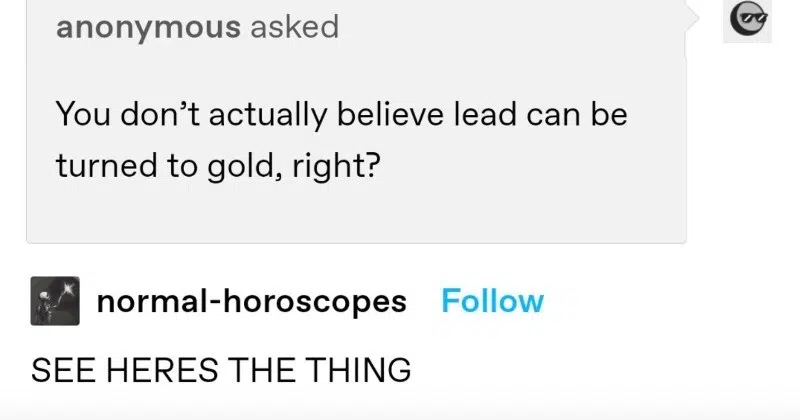 anonymous asked
You don’t actually believe lead can be
turned to gold, right?
normal-horoscopes Follow
SEE HERES THE THING